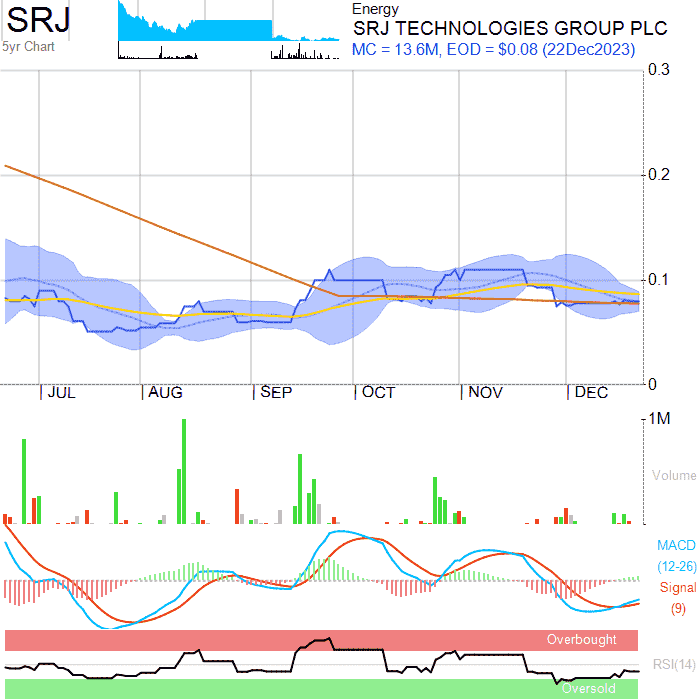 SRJ
5yr Chart
Energy
SRJ TECHNOLOGIES GROUP PLC
MC = 13.6M, EOD = $0.08 (22Dec2023)
0.3
0.2
0.1
0
JUL AUG SEP OCT NOV DEC
1M
Volume
MACD
(12-26)
Signal
(9)
Overbought
RSI(14)
Oversold